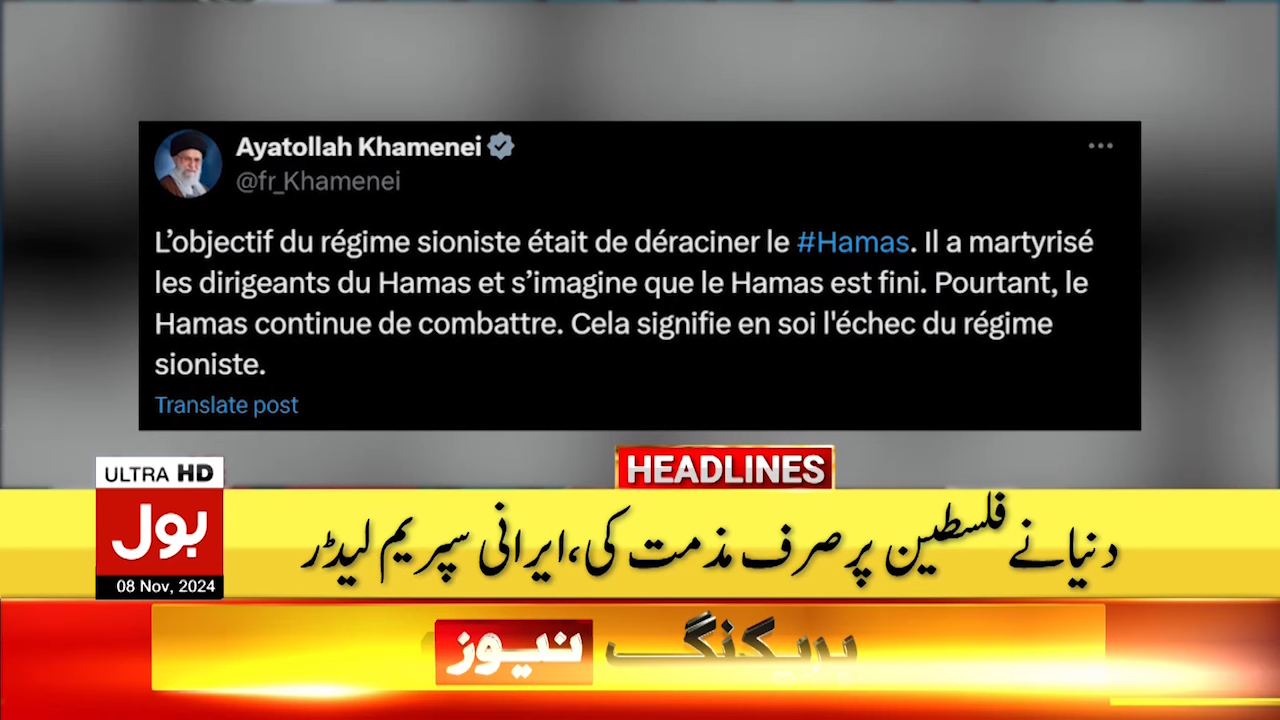 Ayatollah Khamenei
@fr_Khamenei
L’objectif du régime sioniste était de déraciner le #Hamas. Il a martyrisé
les dirigeants du Hamas et s’imagine que le Hamas est fini. Pourtant, le
Hamas continue de combattre. Cela signifie en soi l'échec du régime
sioniste.
Translate post
HEADLINES
ULTRA HD
بول
08 Nov, 2024
دنیا نے فلسطین پر صرف مذمت کی، ایرانی سپریم لیڈر
بریکنگ نیوز